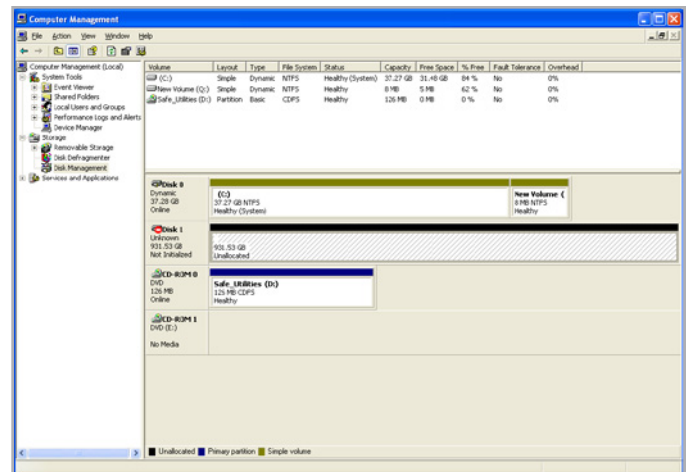 Computer Management
File Action View Window Help
Computer Management (Local)
System Tools
Event Viewer
Shared Folders
Local Users and Groups
Performance Logs and Alerts
Device Manager
Storage
Removable Storage
Disk Defragmenter
Disk Management
Services and Applications
Volume Layout Type File System Status Capacity Free Space % Free Fault Tolerance Overhead
(C:) Simple Dynamic NTFS Healthy (System) 37.27 GB 31.48 GB 84 % No 0%
New Volume (Q:) Simple Dynamic NTFS Healthy 8 MB 5 MB 62 % No 0%
Safe_Utilities (D:) Partition Basic CDFS Healthy 126 MB 0 MB 0 % No 0%
Disk 0
Dynamic
37.28 GB
Online
(C:)
37.27 GB NTFS
Healthy (System)
New Volume (
8 MB NTFS
Healthy
Disk 1
Unknown
931.53 GB
Not Initialized
931.53 GB
Unallocated
CD-ROM 0
DVD
126 MB
Online
Safe_Utilities (D:)
126 MB CDFS
Healthy
CD-ROM 1
DVD (E:)
No Media
Unallocated Primary partition Simple volume